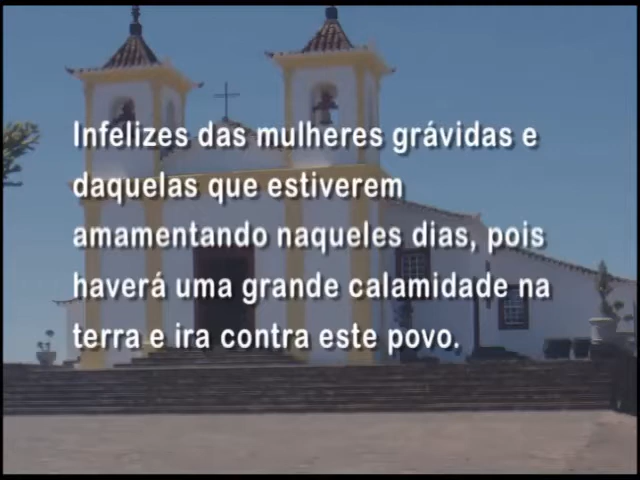 Infelizes das mulheres grávidas e
daquelas que estiverem
amamentando naqueles dias, pois
haverá uma grande calamidade na
terra e ira contra este povo.